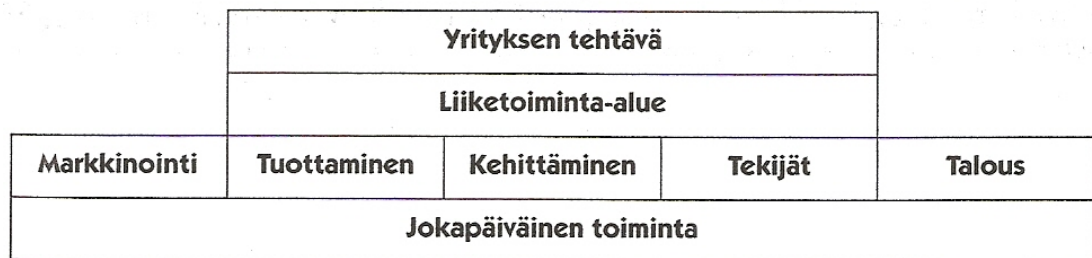 Yrityksen tehtävä
Liiketoiminta-alue
Markkinointi Tuottaminen Kehittäminen Tekijät Talous
Jokapäiväinen toiminta